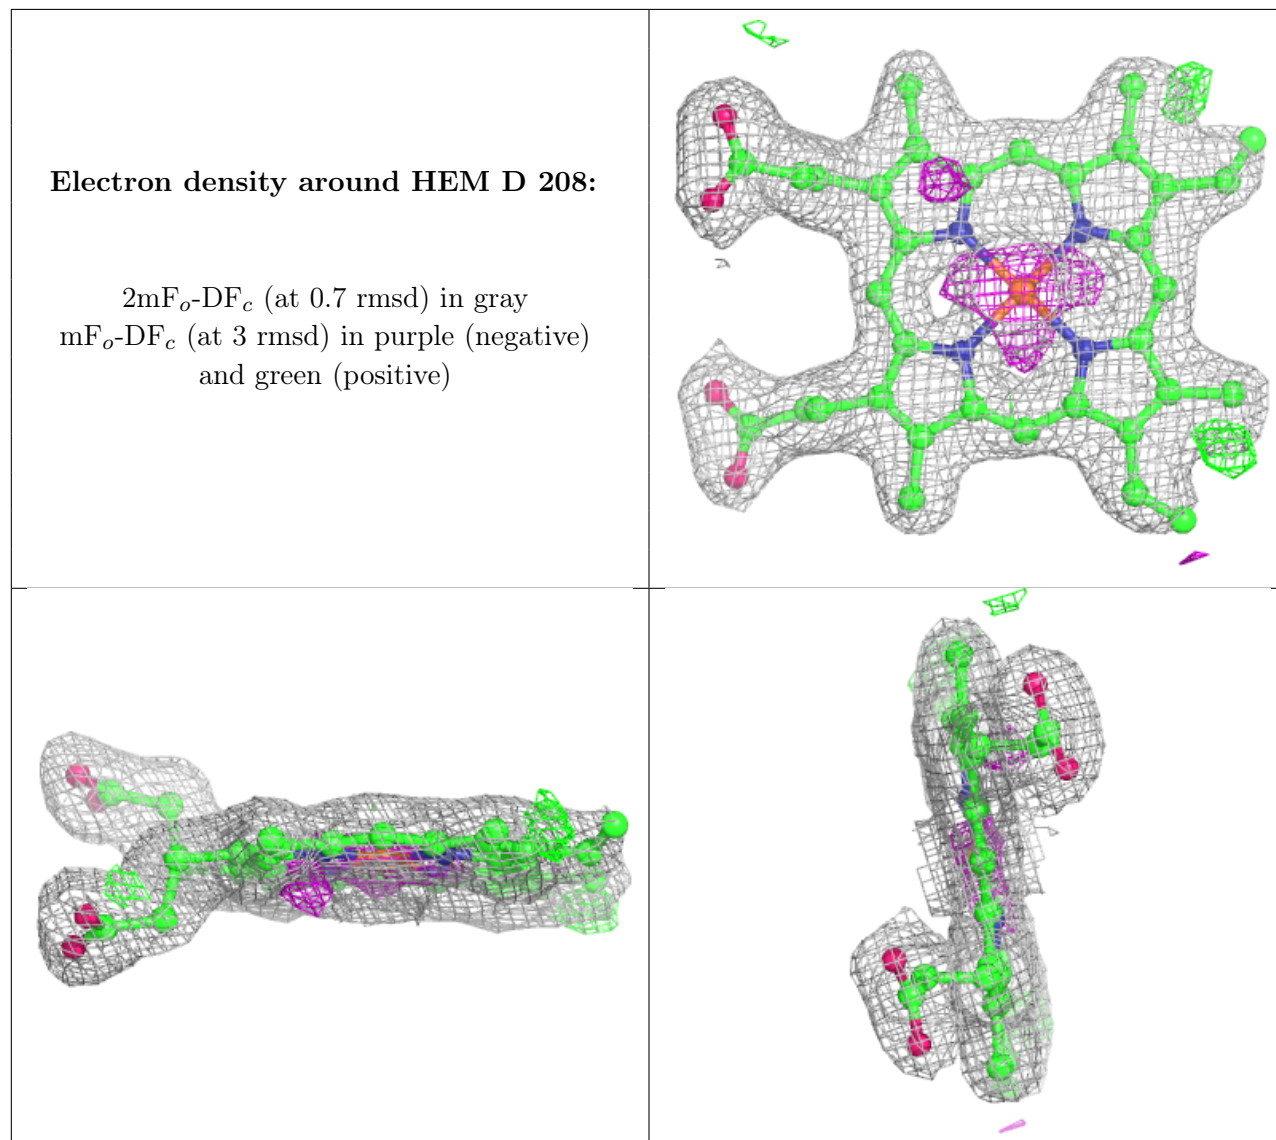 Electron density around HEM D 208:
2mFo-DFc (at 0.7 rmsd) in gray
mFo-DFc (at 3 rmsd) in purple (negative)
and green (positive)